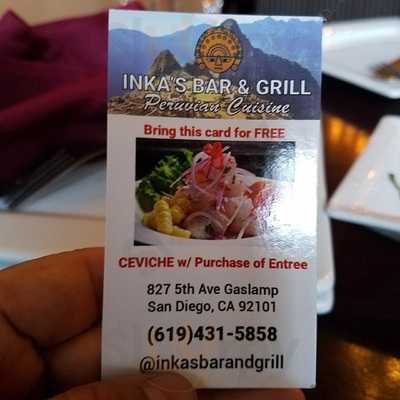 INKA'S BAR & GRILL
Peruvian Cuisine
Bring this card for FREE
CEVICHE w/ Purchase of Entree
827 5th Ave Gaslamp
San Diego, CA 92101
(619)431-5858
@inkasbarandgrill